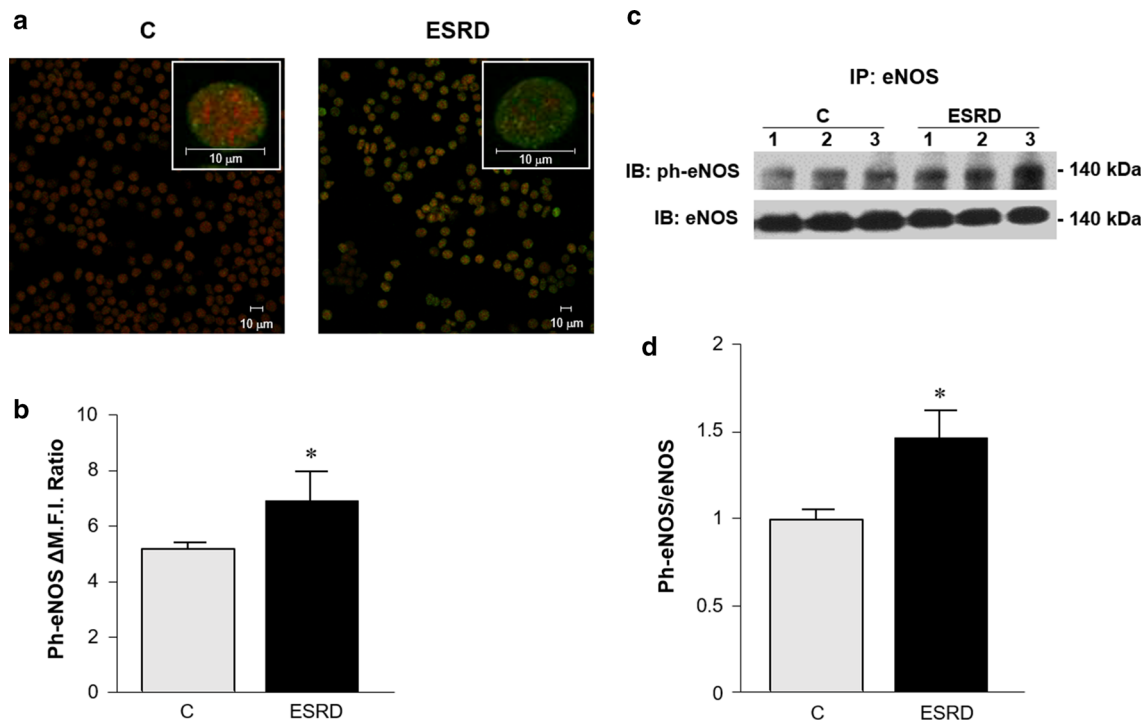 a
C
ESRD
10 μm
10 μm
10 μm
10 μm
b
Ph-eNOS ΔM.F.I. Ratio
10
8
6
4
2
0
*
C
ESRD
c
IP: eNOS
C
ESRD
1 2 3 1 2 3
IB: ph-eNOS
- 140 kDa
IB: eNOS
- 140 kDa
d
Ph-eNOS/eNOS
2
1.5
1
0.5
0
*
C
ESRD